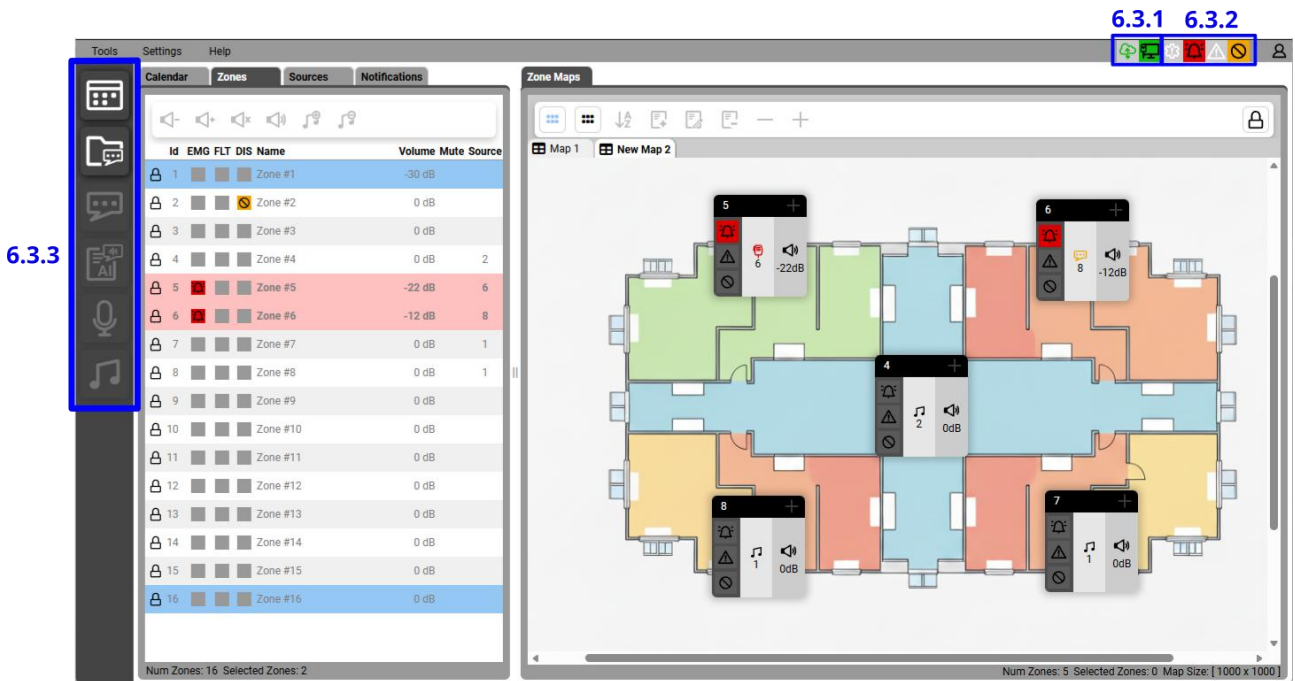 6.3.1 6.3.2
Tools Settings Help
6.3.3
Calendar Zones Sources Notifications
Id EMG FLT DIS Name Volume Mute Source
1 Zone #1 -30 dB
2 Zone #2 0 dB
3 Zone #3 0 dB
4 Zone #4 0 dB 2
5 Zone #5 -22 dB 6
6 Zone #6 -12 dB 8
7 Zone #7 0 dB 1
8 Zone #8 0 dB 1
9 Zone #9 0 dB
10 Zone #10 0 dB
11 Zone #11 0 dB
12 Zone #12 0 dB
13 Zone #13 0 dB
14 Zone #14 0 dB
15 Zone #15 0 dB
16 Zone #16 0 dB
Num Zones: 16 Selected Zones: 2
AI
Zone Maps
Map 1 New Map 2
5
6 -22dB
6
8 -12dB
4
2 0dB
8
1 0dB
7
1 0dB
Num Zones: 5 Selected Zones: 0 Map Size: [ 1000 x 1000 ]